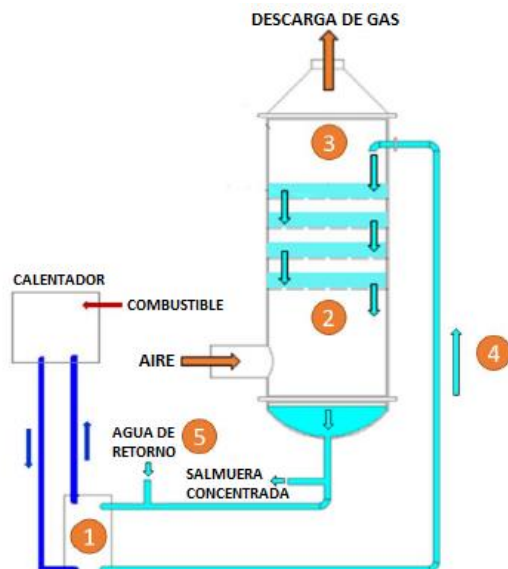 DESCARGA DE GAS
3
CALENTADOR
COMBUSTIBLE
2
AIRE
4
AGUA DE
RETORNO
5
SALMUERA
CONCENTRADA
1